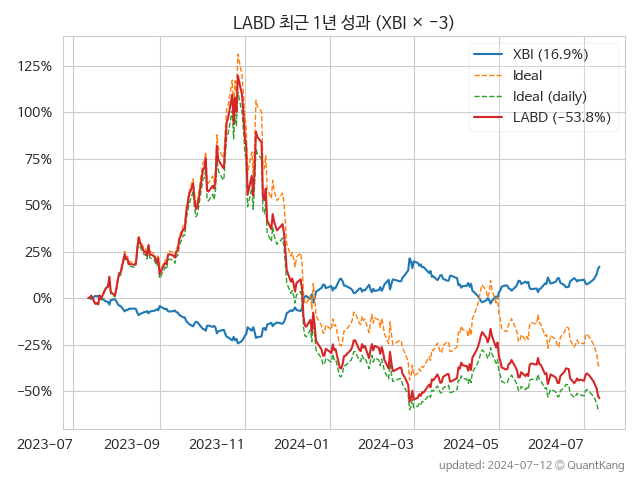 LABD 최근 1년 성과 (XBI × −3)
XBI (16.9%)
Ideal
Ideal (daily)
LABD (−53.8%)
125%
100%
75%
50%
25%
0%
−25%
−50%
2023-07 2023-09 2023-11 2024-01 2024-03 2024-05 2024-07
updated: 2024-07-12 © QuantKang